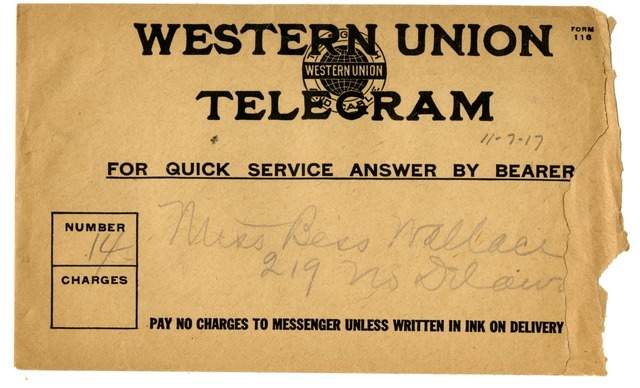 WESTERN UNION
FORM 116
WESTERN UNION
TELEGRAM
11-7-17
FOR QUICK SERVICE ANSWER BY BEARER
NUMBER
14
CHARGES
Miss Bess Wallace
219 No Delaw
PAY NO CHARGES TO MESSENGER UNLESS WRITTEN IN INK ON DELIVERY